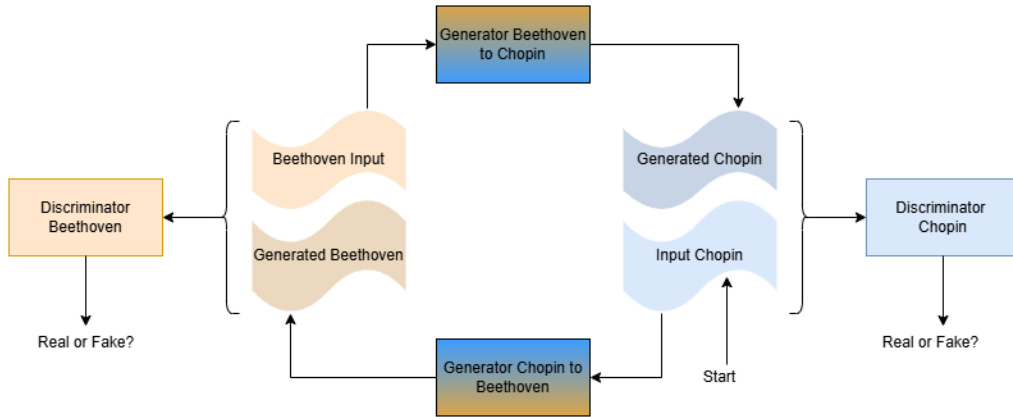 Generator Beethoven
to Chopin
Beethoven Input
Generated Chopin
Discriminator
Beethoven
Discriminator
Chopin
Generated Beethoven
Input Chopin
Real or Fake?
Real or Fake?
Generator Chopin to
Beethoven
Start